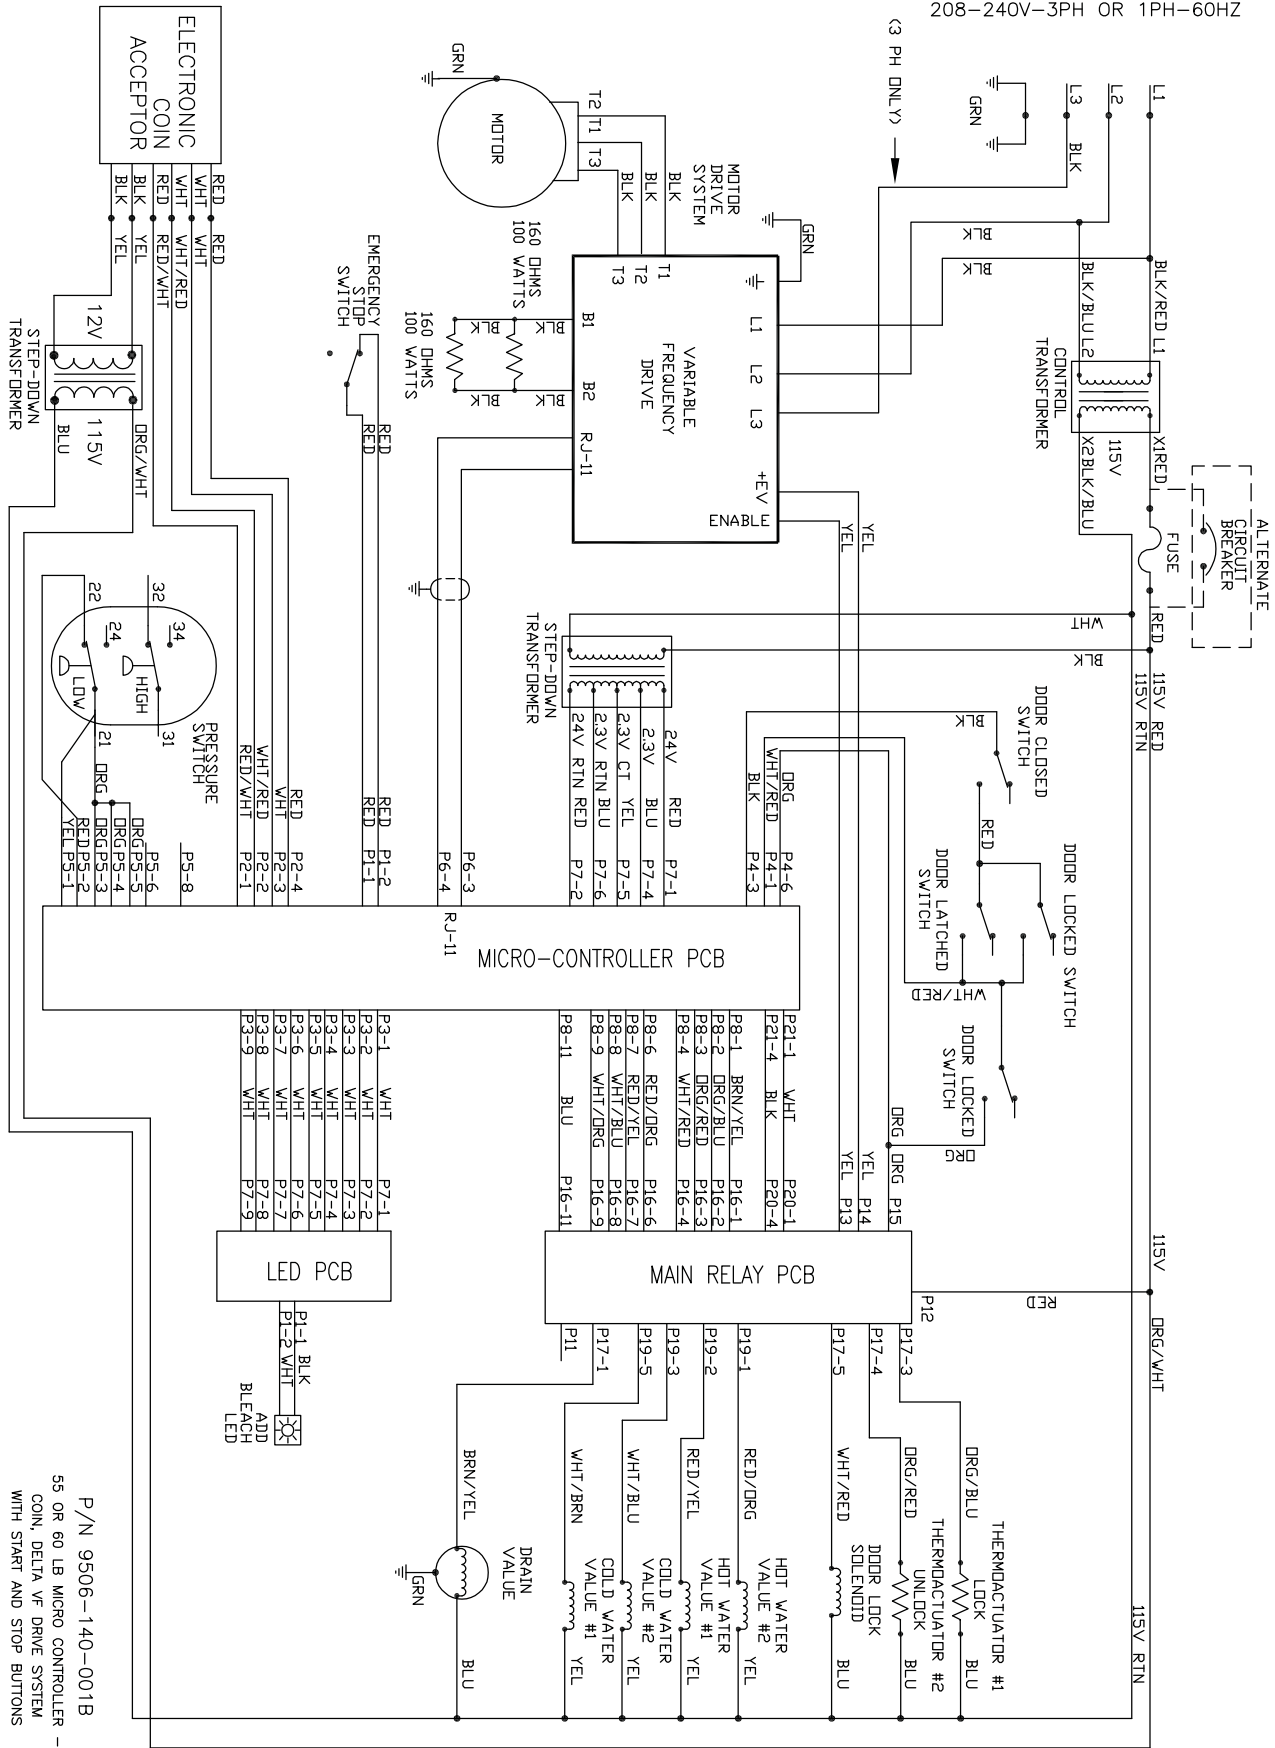 208-240V-3PH OR 1PH-60HZ
L1
L2
L3
GRN
BLK
(3 PH ONLY)
BLK
BLK
BLK/RED L1
BLK/BLU L2
CONTROL
TRANSFORMER
115V
X1RED
X2BLK/BLU
ALTERNATE
CIRCUIT
BREAKER
FUSE
RED
WHT
BLK
115V RED
115V RTN
115V
ORG/WHT
115V RTN
RED
P12
MOTOR
GRN
T2
T1
T3
BLK
BLK
BLK
MOTOR
DRIVE
SYSTEM
GRN
T1
T2
T3
L1
L2
L3
+EV
ENABLE
VARIABLE
FREQUENCY
DRIVE
B1
B2
RJ-11
BLK
BLK
BLK
BLK
160 OHMS
100 WATTS
160 OHMS
100 WATTS
YEL
YEL
EMERGENCY
STOP
SWITCH
RED
RED
ELECTRONIC
COIN
ACCEPTOR
RED
WHT
WHT/RED
RED
BLK
BLK
RED
WHT
WHT/RED
RED/WHT
YEL
YEL
12V
115V
STEP-DOWN
TRANSFORMER
ORG/WHT
BLU
32
34
22
24
HIGH
LOW
31
21
PRESSURE
SWITCH
STEP-DOWN
TRANSFORMER
24V
2.3V
2.3V CT
2.3V RTN
24V RTN
RED
BLU
YEL
BLU
RED
P7-1
P7-4
P7-5
P7-6
P7-2
DOOR CLOSED
SWITCH
BLK
RED
DOOR LOCKED SWITCH
DOOR LATCHED
SWITCH
WHT/RED
DOOR LOCKED
SWITCH
ORG
ORG
WHT/RED
BLK
P4-6
P4-1
P4-3
P6-3
P6-4
RJ-11
RED P1-2
RED P1-1
RED P2-4
WHT P2-3
WHT/RED P2-2
RED/WHT P2-1
P5-8
P5-6
ORG P5-5
ORG P5-4
ORG P5-3
RED P5-2
YEL P5-1
ORG
MICRO-CONTROLLER PCB
P21-1 WHT P20-1
P21-4 BLK P20-4
P8-1 BRN/YEL P16-1
P8-2 ORG/BLU P16-2
P8-3 ORG/RED P16-3
P8-4 WHT/RED P16-4
P8-6 RED/ORG P16-6
P8-7 RED/YEL P16-7
P8-8 WHT/BLU P16-8
P8-9 WHT/ORG P16-9
P8-11 BLU P16-11
P3-1 WHT P7-1
P3-2 WHT P7-2
P3-3 WHT P7-3
P3-4 WHT P7-4
P3-5 WHT P7-5
P3-6 WHT P7-6
P3-7 WHT P7-7
P3-8 WHT P7-8
P3-9 WHT P7-9
ORG
ORG P15
YEL P14
YEL P13
MAIN RELAY PCB
LED PCB
P1-1 BLK
P1-2 WHT
ADD
BLEACH
LED
P17-3
P17-4
P17-5
P19-1
P19-2
P19-3
P19-5
P17-1
P11
ORG/BLU
THERMOACTUATOR #1
LOCK
BLU
ORG/RED
THERMOACTUATOR #2
UNLOCK
BLU
WHT/RED
DOOR LOCK
SOLENOID
BLU
RED/ORG
HOT WATER
VALUE #2
YEL
RED/YEL
HOT WATER
VALUE #1
YEL
WHT/BLU
COLD WATER
VALUE #2
YEL
WHT/BRN
COLD WATER
VALUE #1
YEL
BRN/YEL
DRAIN
VALUE
GRN
BLU
P/N 9506-140-001B
55 OR 60 LB MICRO CONTROLLER -
COIN, DELTA VF DRIVE SYSTEM
WITH START AND STOP BUTTONS